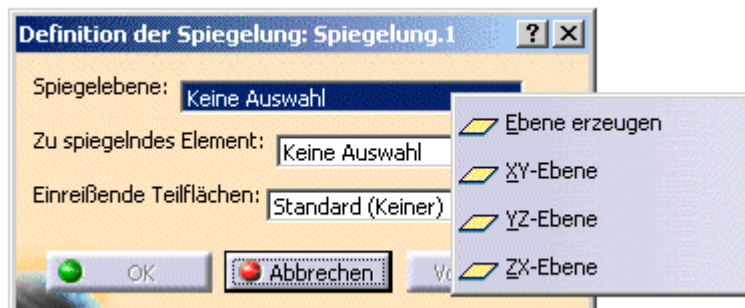 Definition der Spiegelung: Spiegelung.1
Spiegelebene: Keine Auswahl
Ebene erzeugen
Zu spiegelndes Element: Keine Auswahl
XY-Ebene
Einreißende Teilflächen: Standard (Keiner)
YZ-Ebene
OK Abbrechen
ZX-Ebene